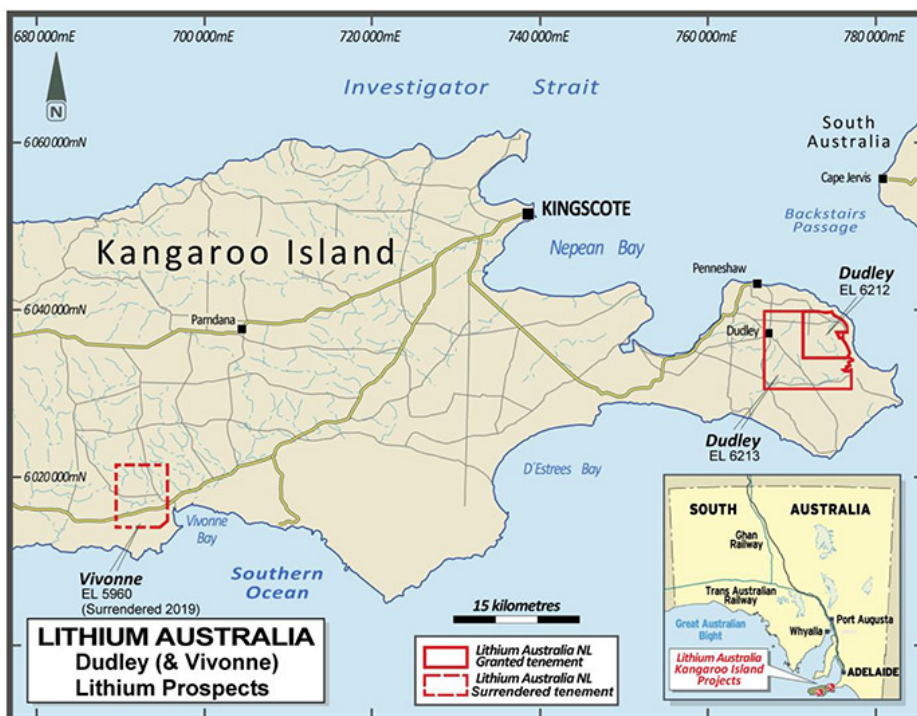 680 000mE
700 000mE
720 000mE
740 000mE
760 000mE
780 000mE
Investigator Strait
N
South
Australia
6 060 000mN
Cape Jervis
KINGSCOTE
Backstairs
Passage
Kangaroo Island
Nepean Bay
Penneshaw
Dudley
EL 6212
6 040 000mN
Parndana
Dudley
Dudley
EL 6213
6 020 000mN
D'Estrees Bay
Vivonne
Bay
Vivonne
EL 5960
(Surrendered 2019)
Southern
Ocean
15 kilometres
LITHIUM AUSTRALIA
Dudley (& Vivonne)
Lithium Prospects
Lithium Australia NL
Granted tenement
Lithium Australia NL
Surrendered tenement
SOUTH AUSTRALIA
Ghan
Railway
Trans Australian
Railway
Port Augusta
Great Australian
Bight
Whyalla
Lithium Australia
Kangaroo Island
Projects
ADELAIDE